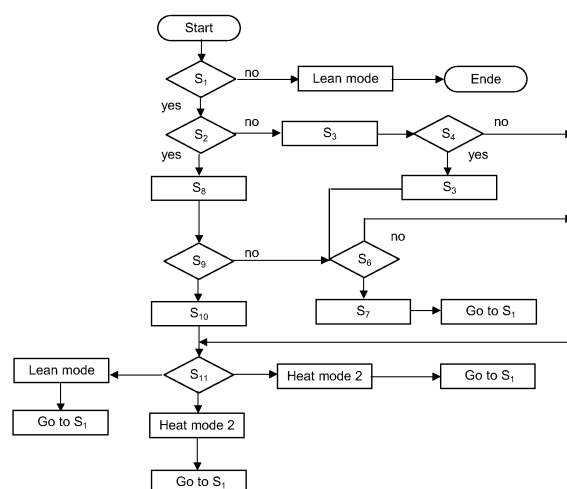 Start
S₁
no
Lean mode
Ende
yes
S₂
no
S₃
S₄
no
yes
yes
S₈
S₃
no
S₉
no
S₆
S₁₀
S₇
Go to S₁
Lean mode
S₁₁
Heat mode 2
Go to S₁
Go to S₁
Heat mode 2
Go to S₁